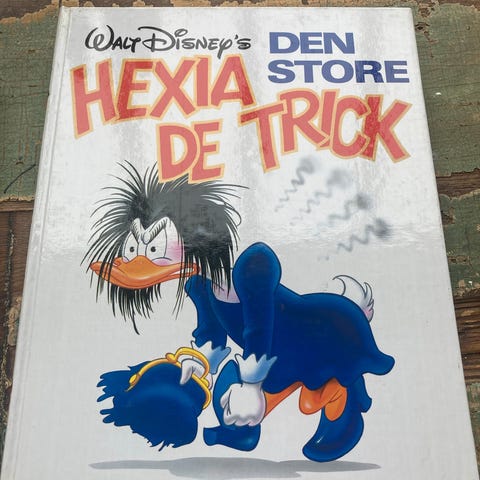 WALT DISNEY'S
DEN
STORE
HEXIA
DE TRICK